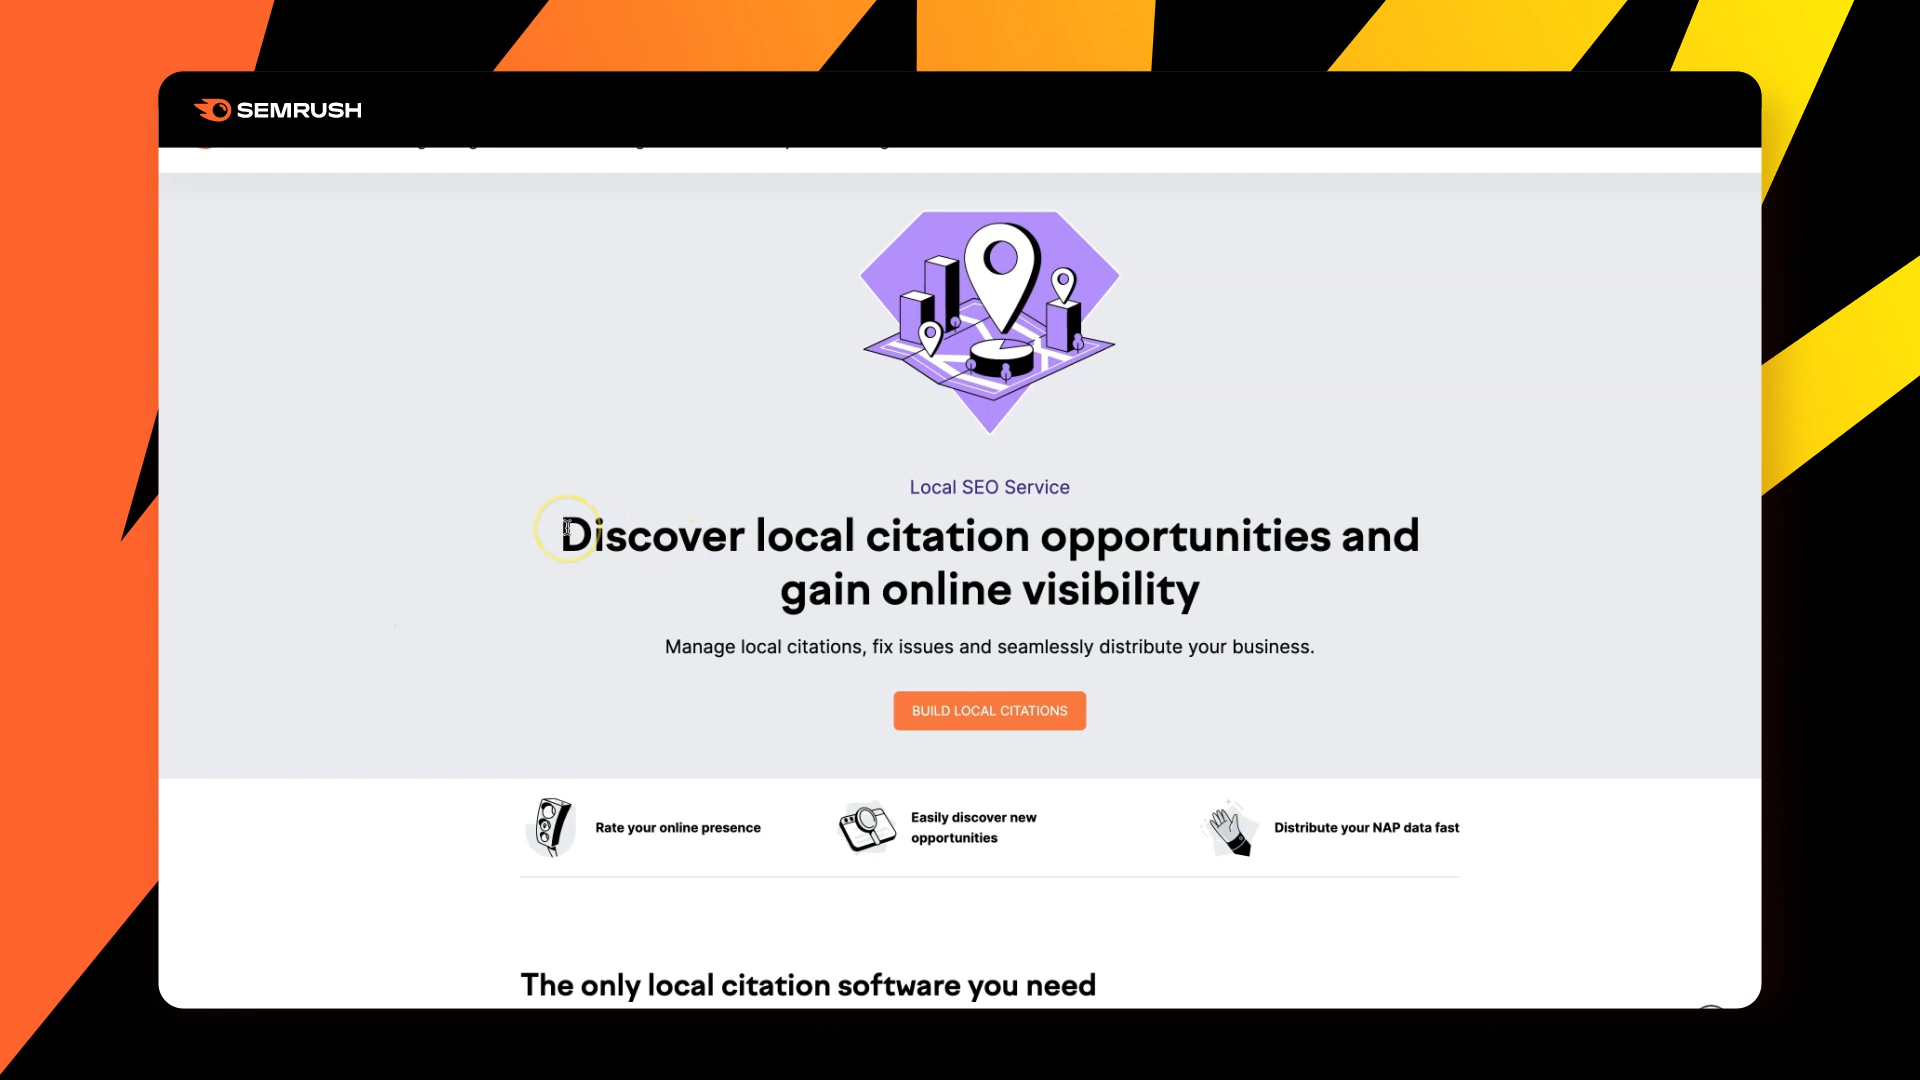 SEMRUSH
Local SEO Service
Discover local citation opportunities and
gain online visibility
Manage local citations, fix issues and seamlessly distribute your business.
BUILD LOCAL CITATIONS
Rate your online presence
Easily discover new
opportunities
Distribute your NAP data fast
The only local citation software you need